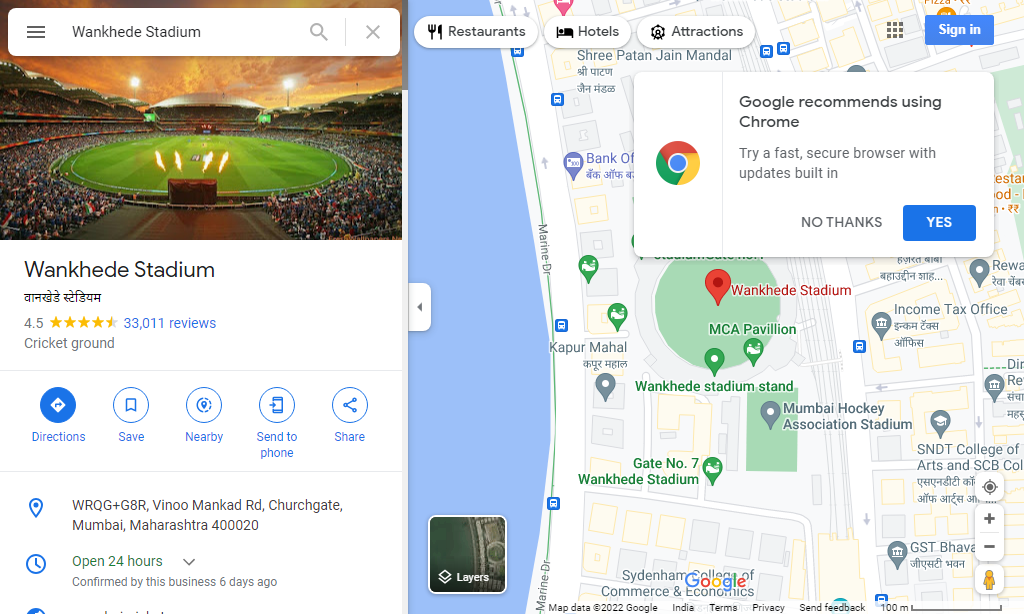 Wankhede Stadium
Restaurants
Hotels
Attractions
Sign in
Shree Patan Jain Mandal
श्री पाटण
जैन मंडळ
Google recommends using
Chrome
Try a fast, secure browser with
updates built in
NO THANKS
YES
Bank Of
Marine-Dr
Wankhede Stadium
वानखेडे स्टेडियम
4.5
33,011 reviews
Cricket ground
Directions
Save
Nearby
Send to
phone
Share
WRQG+G8R, Vinoo Mankad Rd, Churchgate,
Mumbai, Maharashtra 400020
Open 24 hours
Confirmed by this business 6 days ago
Wankhede Stadium
MCA Pavillion
Kapur Mahal
कपूर महाल
Wankhede stadium stand
Mumbai Hockey
Association Stadium
Gate No. 7
Wankhede Stadium
बहाउद्दीन शाह...
Income Tax Office
इन्कम टॅक्स
ऑफिस
SNDT College of
Arts and SCB Col
GST Bhava
जीएसटी भवन
Sydenham College of
Commerce & Economics
Marine-Dr
Layers
Google
Map data ©2022 Google
India
Terms
Privacy
Send feedback
100 m